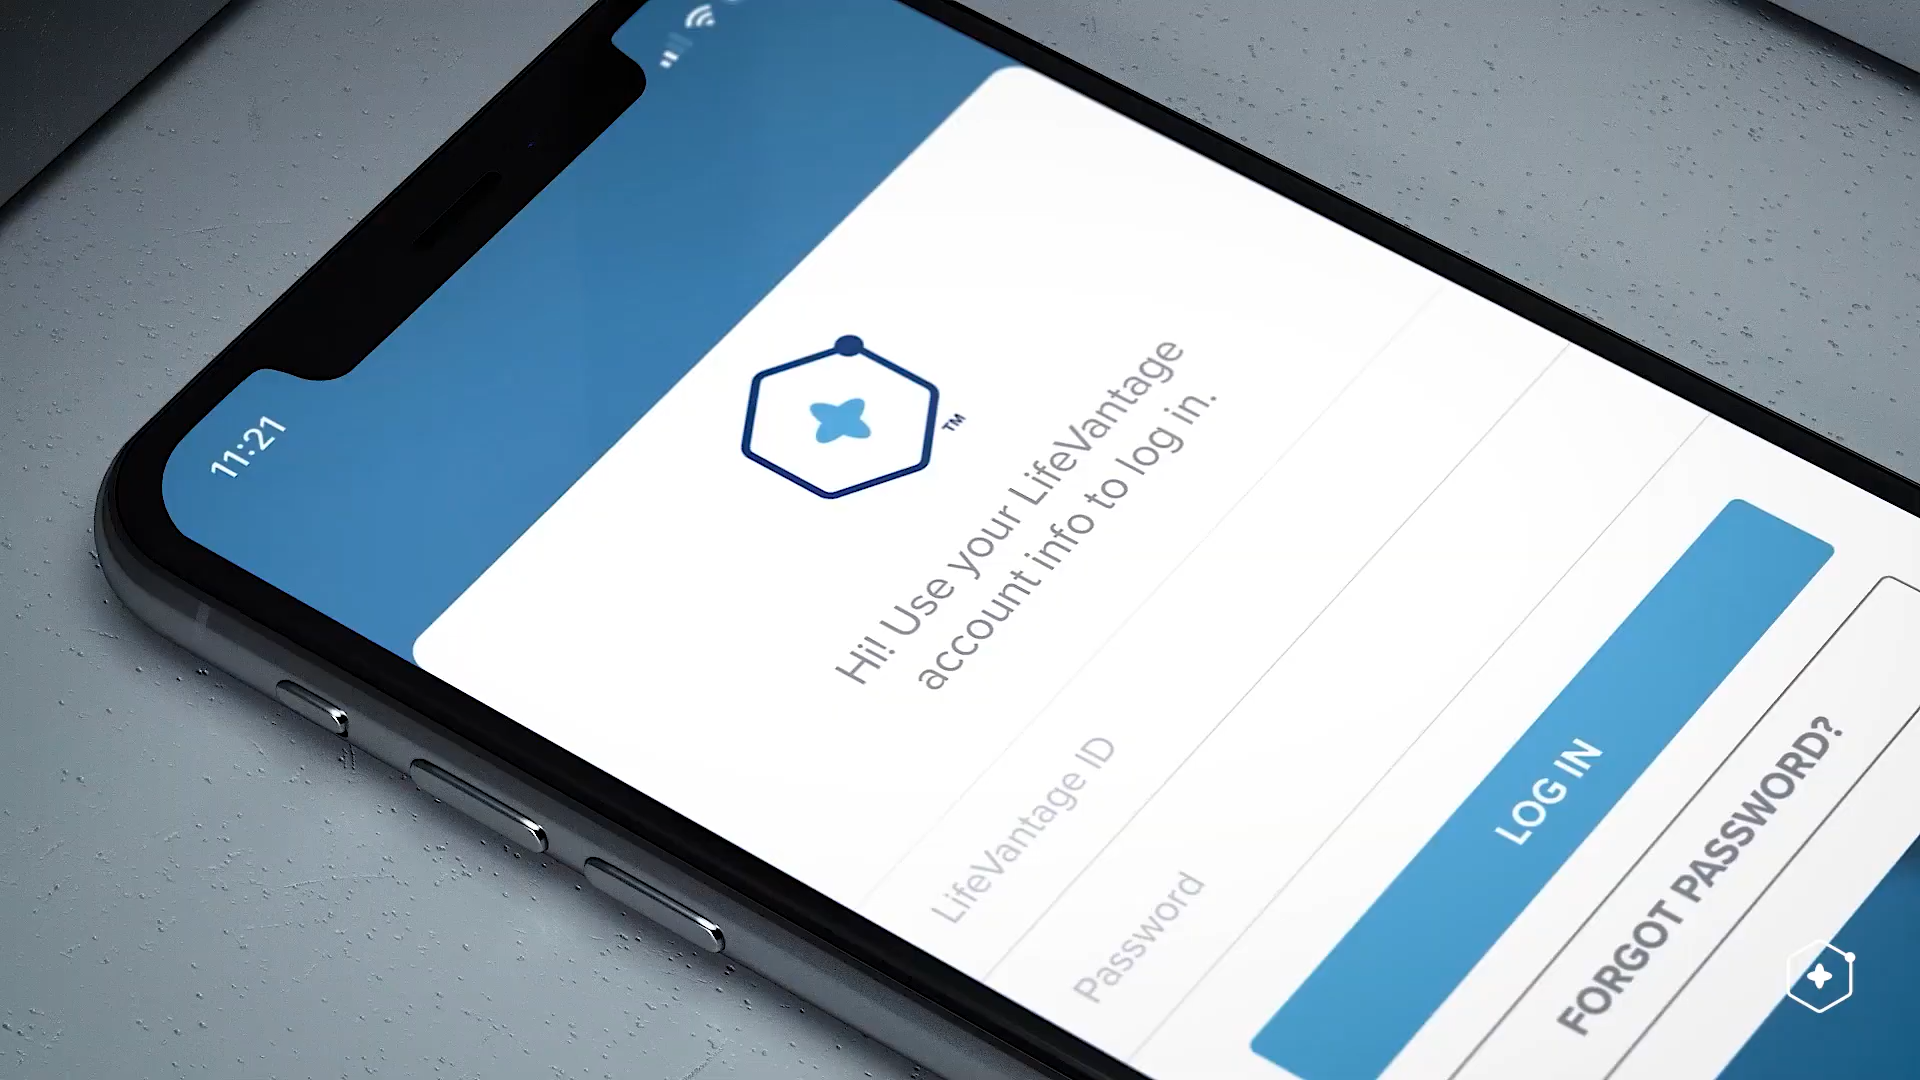 11:21
TM
Hi! Use your LifeVantage
account info to log in.
LifeVantage ID
Password
LOG IN
FORGOT PASSWORD?